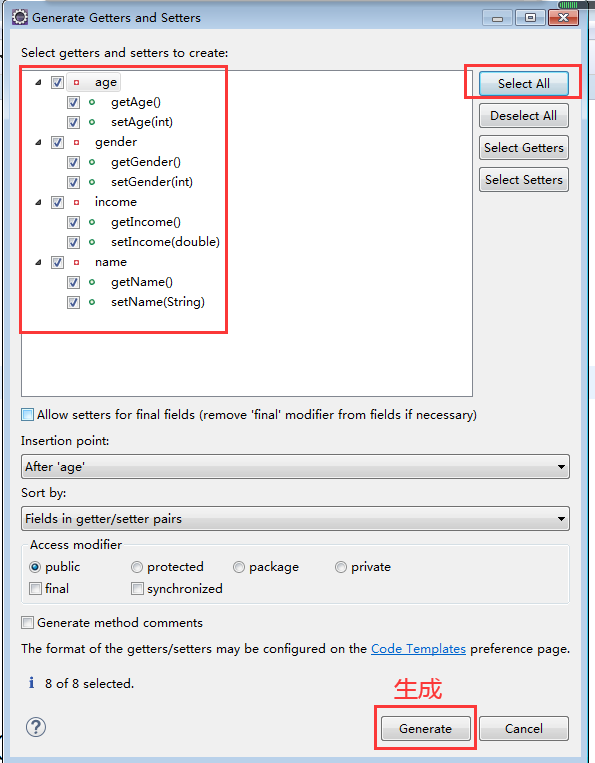 Generate Getters and Setters
Select getters and setters to create:
age
getAge()
setAge(int)
gender
getGender()
setGender(int)
income
getIncome()
setIncome(double)
name
getName()
setName(String)
Select All
Deselect All
Select Getters
Select Setters
Allow setters for final fields (remove 'final' modifier from fields if necessary)
Insertion point:
After 'age'
Sort by:
Fields in getter/setter pairs
Access modifier
public protected package private
final synchronized
Generate method comments
The format of the getters/setters may be configured on the Code Templates preference page.
i 8 of 8 selected.
生成
? Generate Cancel